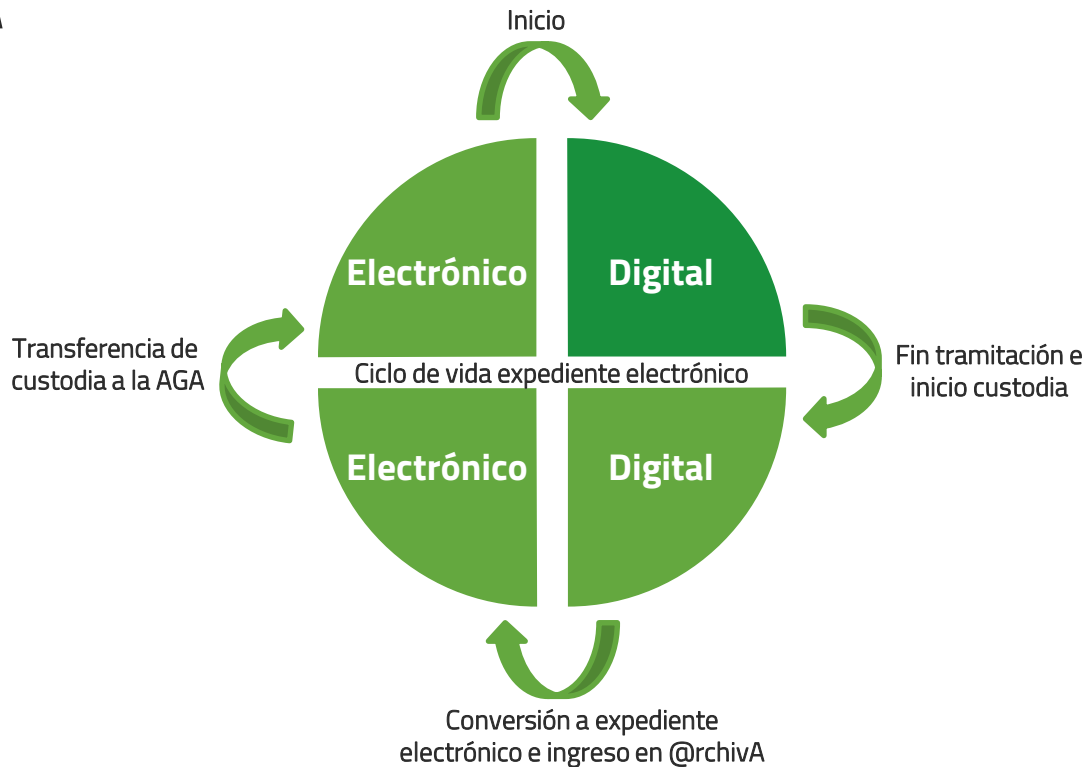 A
Inicio
Electrónico
Digital
Transferencia de
custodia a la AGA
Ciclo de vida expediente electrónico
Fin tramitación e
inicio custodia
Electrónico
Digital
Conversión a expediente
electrónico e ingreso en @rchivA